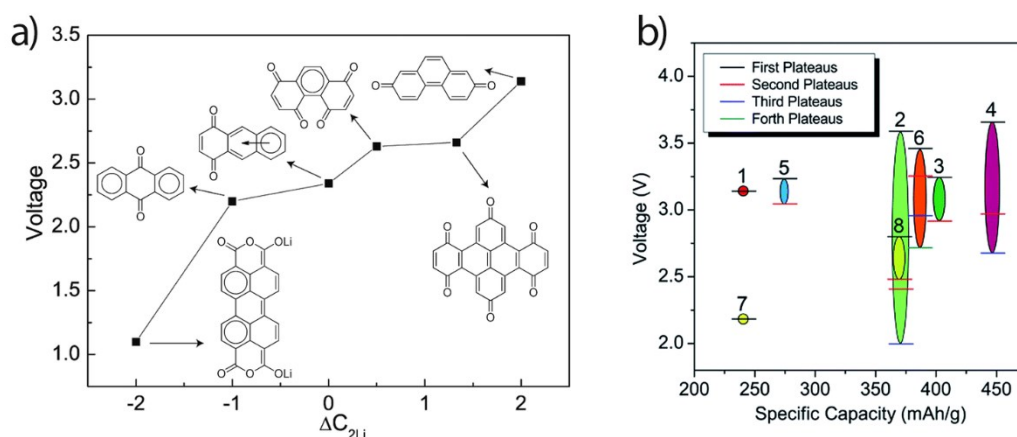 a)
3.5
3.0
2.5
2.0
1.5
1.0
Voltage
-2
-1
0
1
2
ΔC2Li
O
O
O
O
O
O
O
O
O
O
O
O
O
OLi
O
O
OLi
O
O
O
O
O
O
b)
First Plateaus
Second Plateaus
Third Plateaus
Forth Plateaus
4.0
3.5
3.0
2.5
2.0
Voltage (V)
1
5
2
6
3
4
8
7
200
250
300
350
400
450
Specific Capacity (mAh/g)